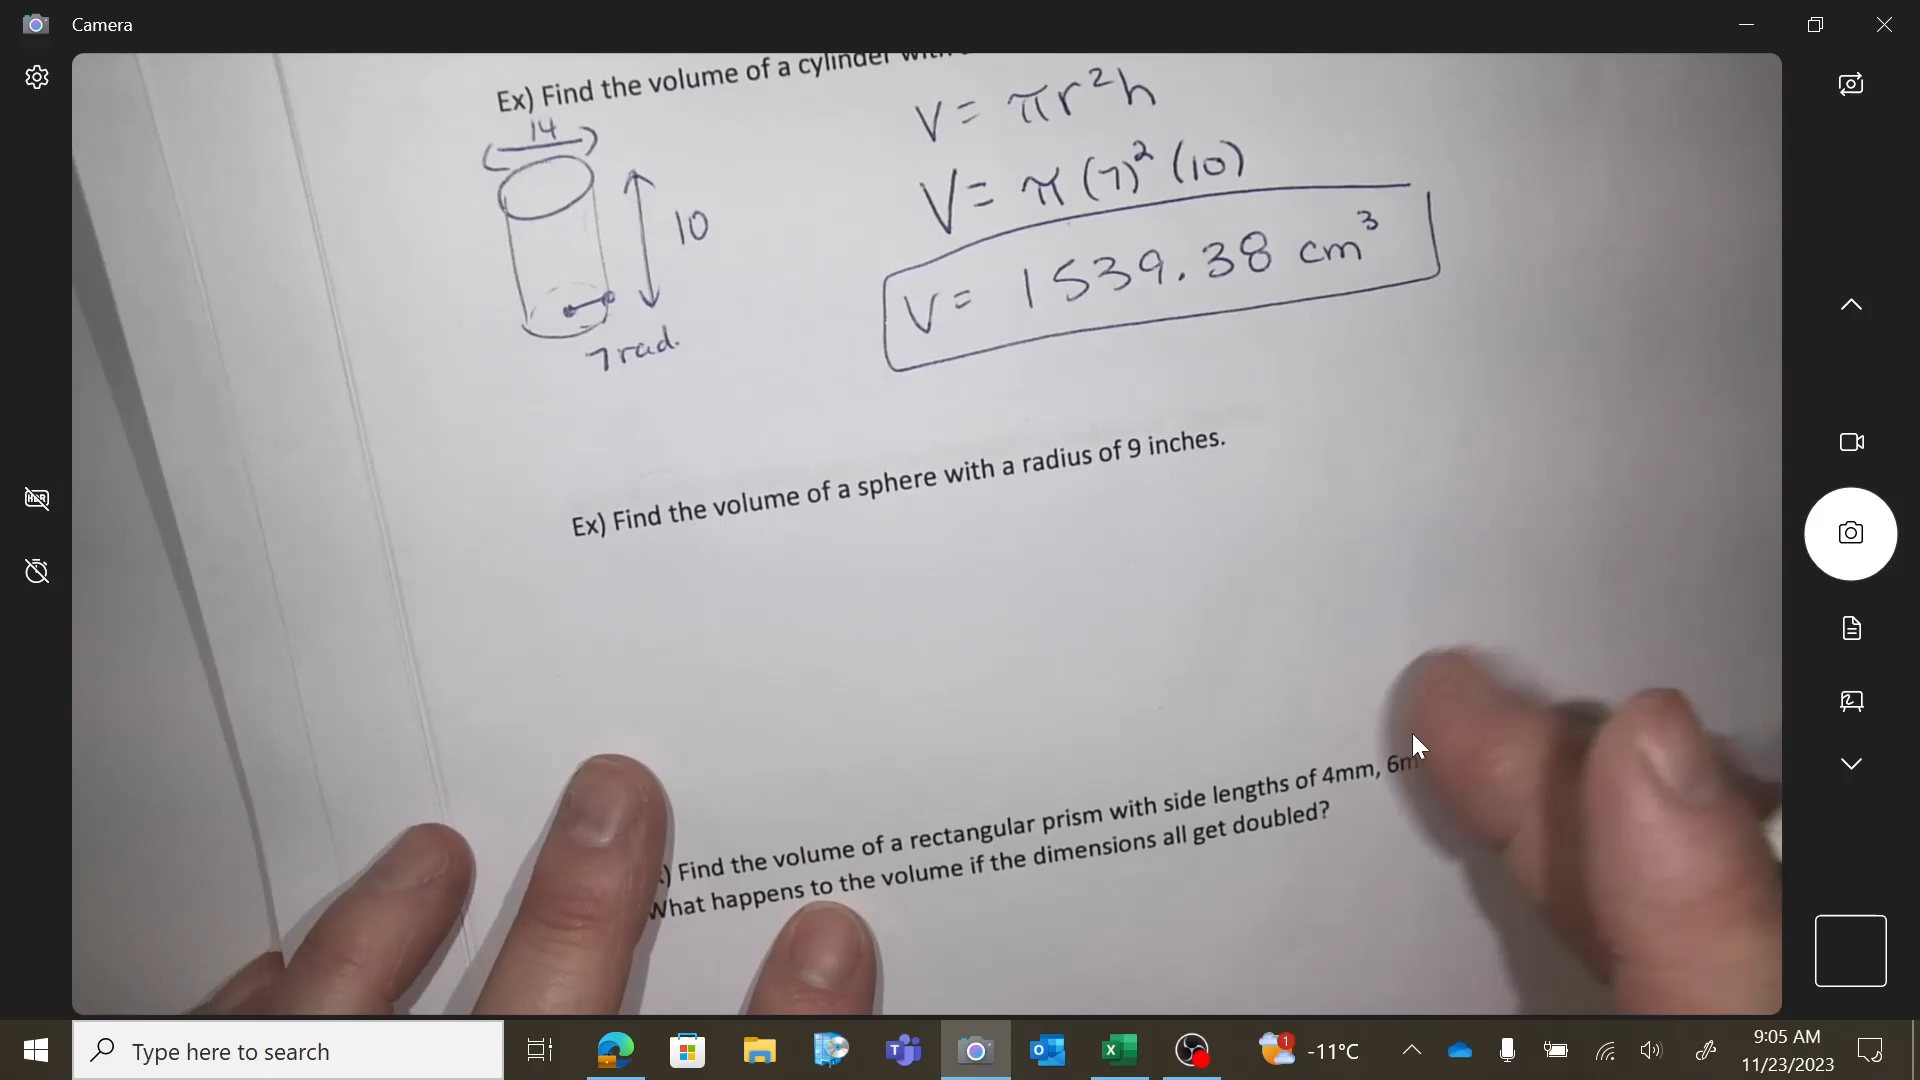 Camera
Ex) Find the volume of a cylinder
14
10
7 rad.
V = πr²h
V = π(7)²(10)
V = 1539.38 cm³
Ex) Find the volume of a sphere with a radius of 9 inches.
) Find the volume of a rectangular prism with side lengths of 4mm, 6m
What happens to the volume if the dimensions all get doubled?
HDR
Type here to search
1
-11°C
9:05 AM
11/23/2023